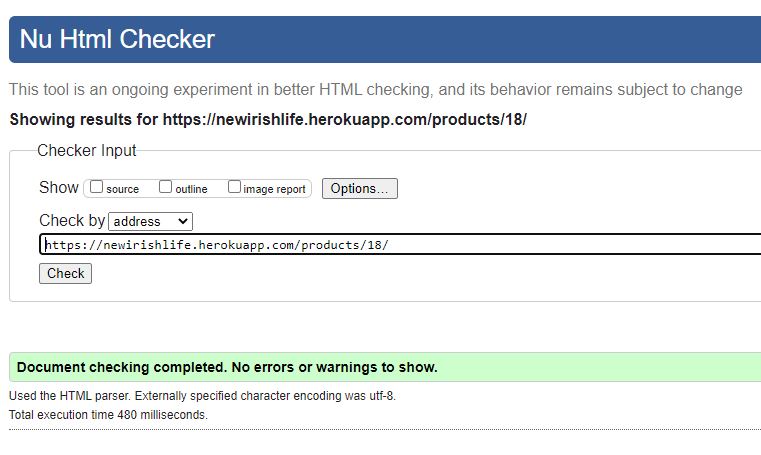 Nu Html Checker
This tool is an ongoing experiment in better HTML checking, and its behavior remains subject to change
Showing results for https://newirishlife.herokuapp.com/products/18/
Checker Input
Show source outline image report Options...
Check by address
https://newirishlife.herokuapp.com/products/18/
Check
Document checking completed. No errors or warnings to show.
Used the HTML parser. Externally specified character encoding was utf-8.
Total execution time 480 milliseconds.